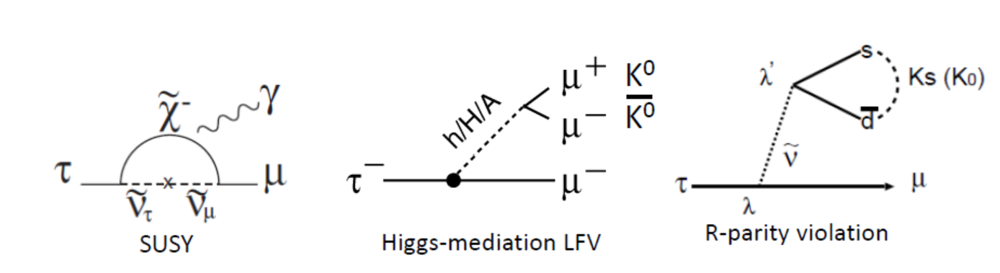 χ̃⁻ γ
τ μ
ν̃τ ν̃μ
SUSY
h/H/A
μ⁺ K⁰
μ⁻ K̅⁰
τ⁻ μ⁻
Higgs-mediation LFV
λ' s
Ks (K₀)
d̅
ν̃
τ μ
λ
R-parity violation